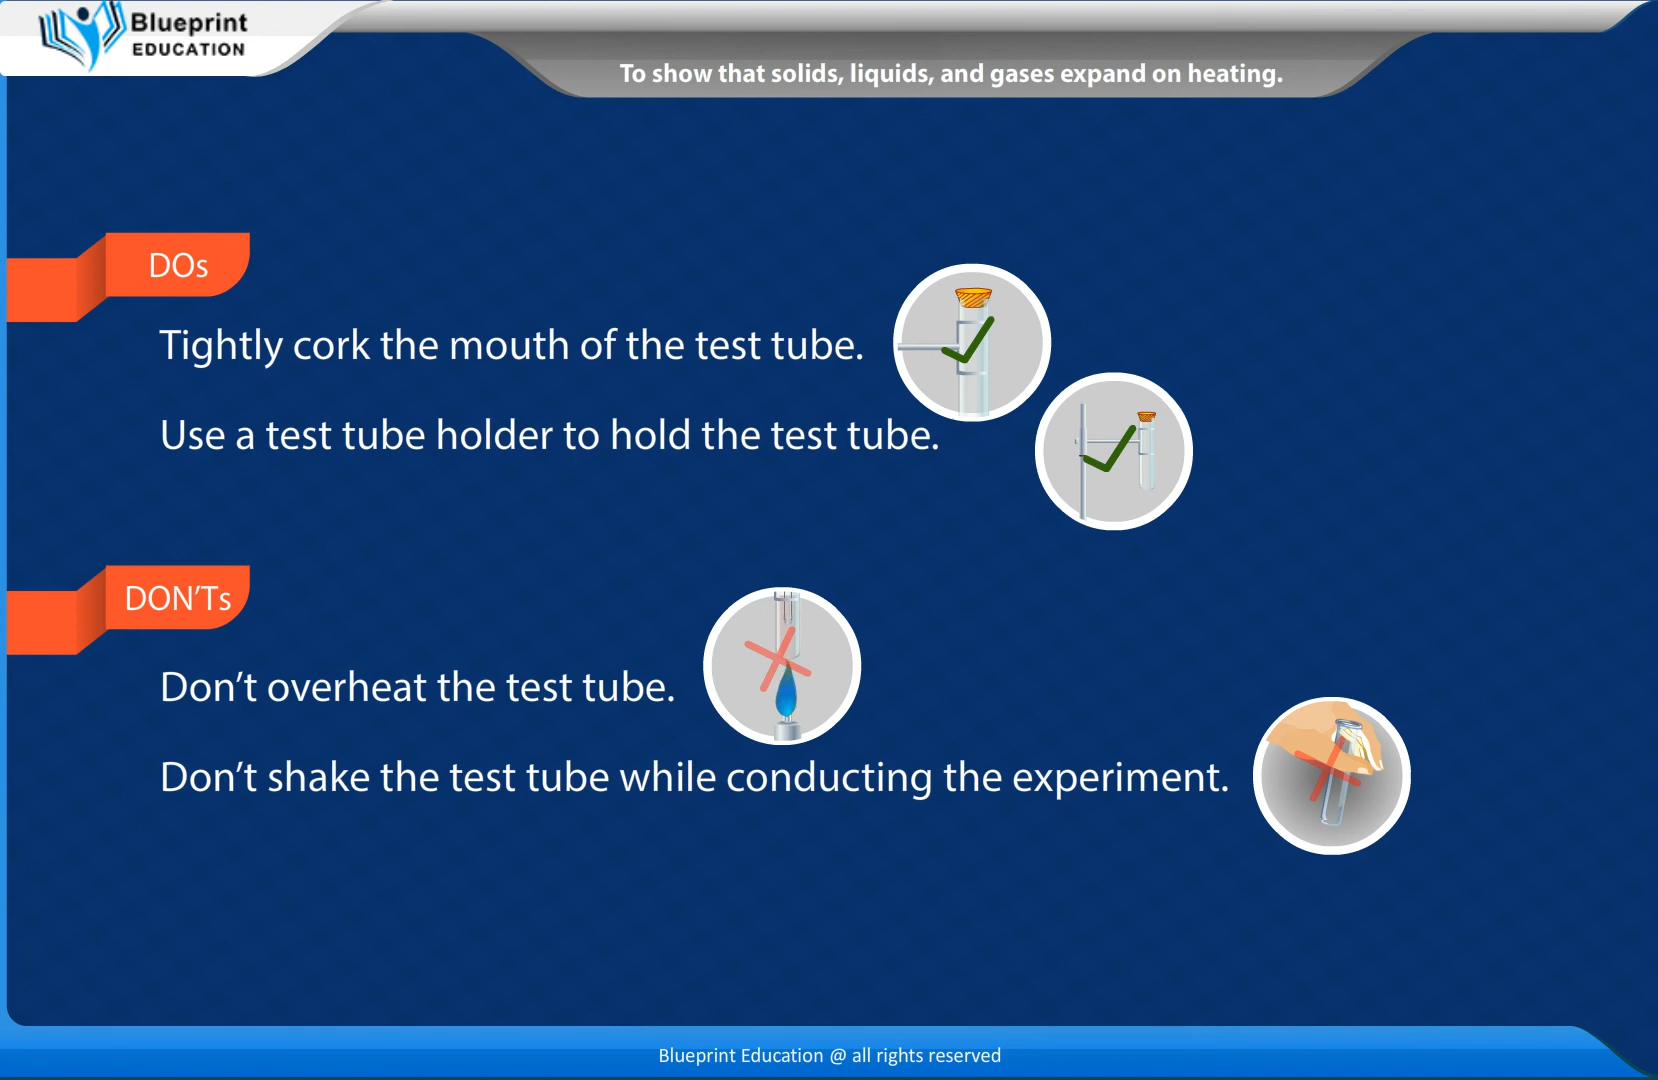 Blueprint
EDUCATION
To show that solids, liquids, and gases expand on heating.
DOs
Tightly cork the mouth of the test tube.
Use a test tube holder to hold the test tube.
DON’Ts
Don’t overheat the test tube.
Don’t shake the test tube while conducting the experiment.
Blueprint Education @ all rights reserved